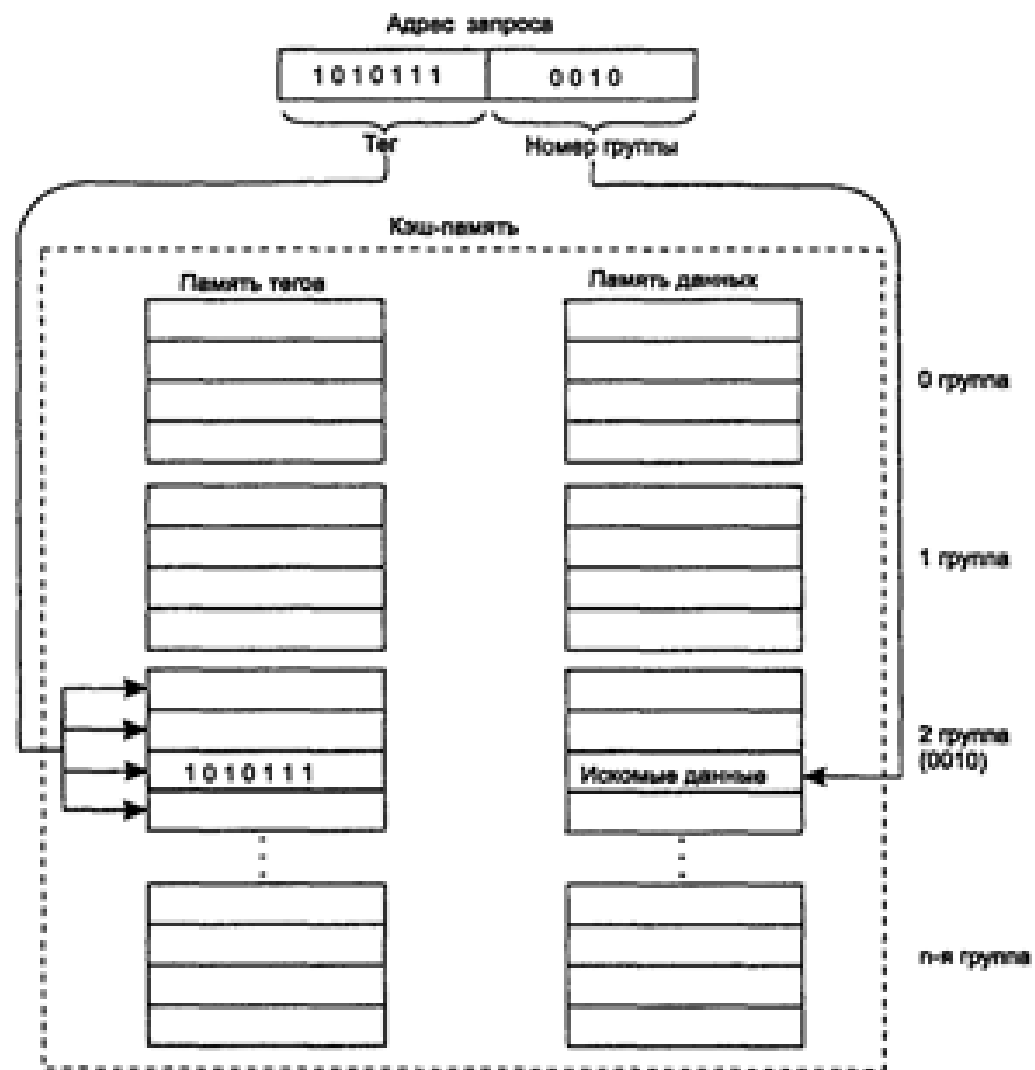 Адрес запроса
1010111 0010
Тег Номер группы
Кэш-память
Память тегов Память данных
0 группа
1 группа
2 группа
(0010)
1010111 Искомые данные
n-я группа